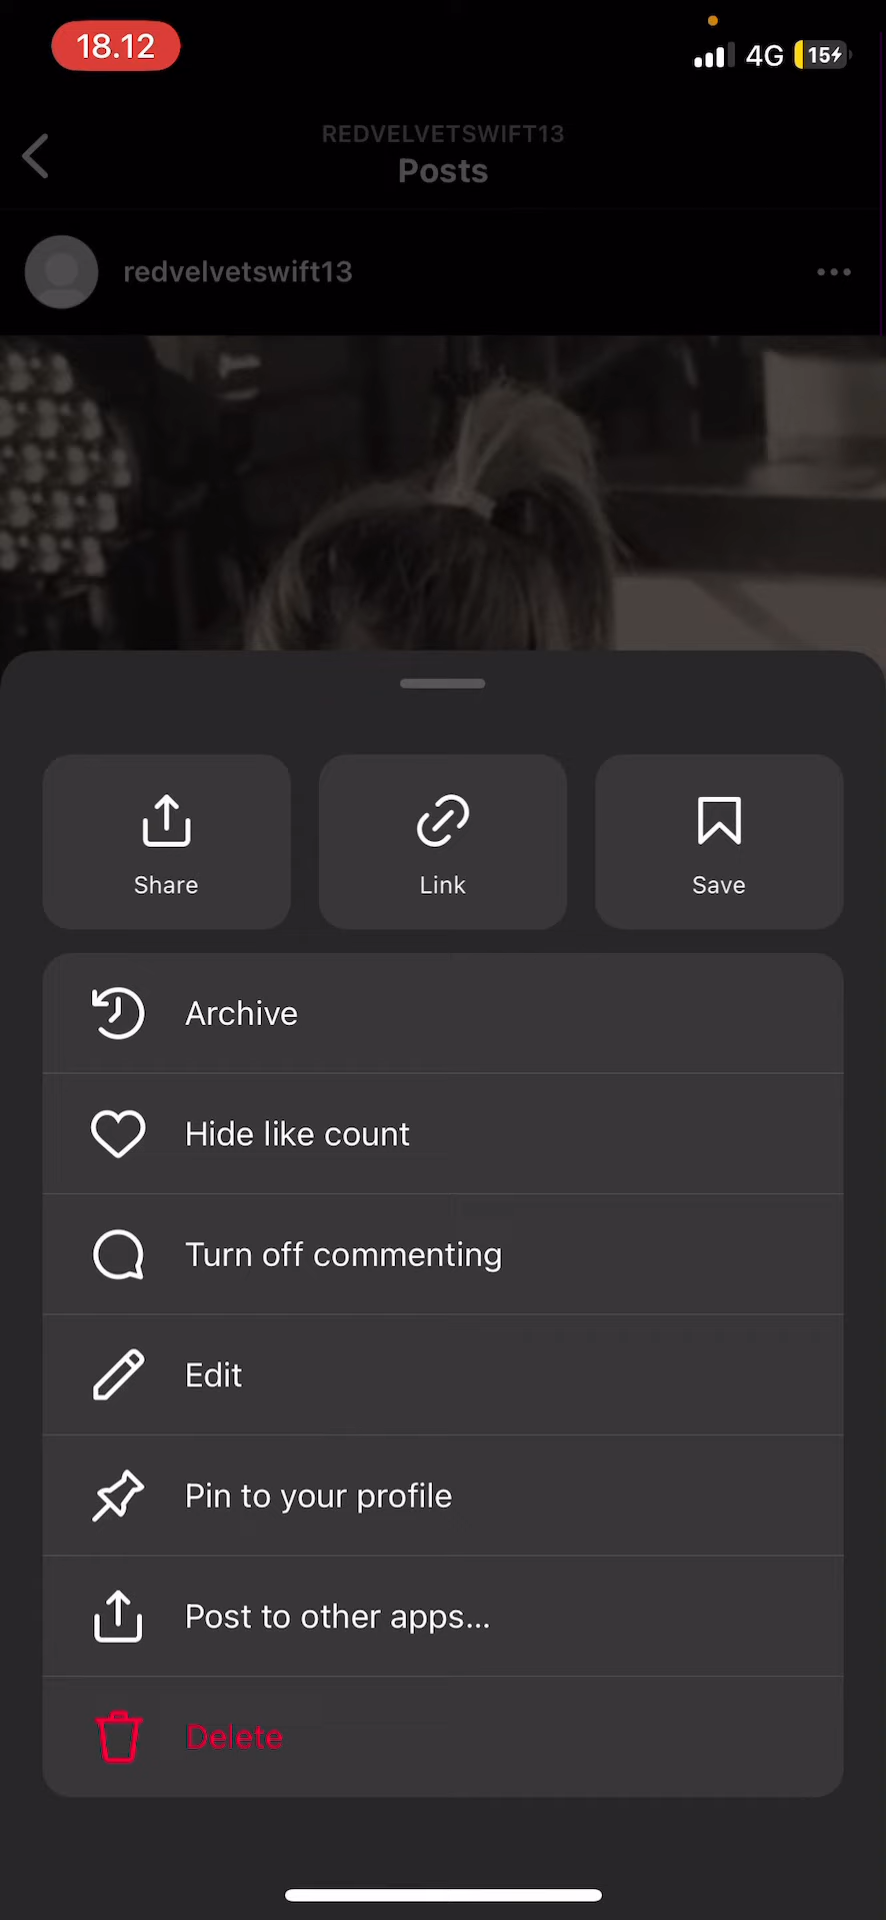 18.12
4G 15
REDVELVETSWIFT13
Posts
redvelvetswift13
Share
Link
Save
Archive
Hide like count
Turn off commenting
Edit
Pin to your profile
Post to other apps...
Delete